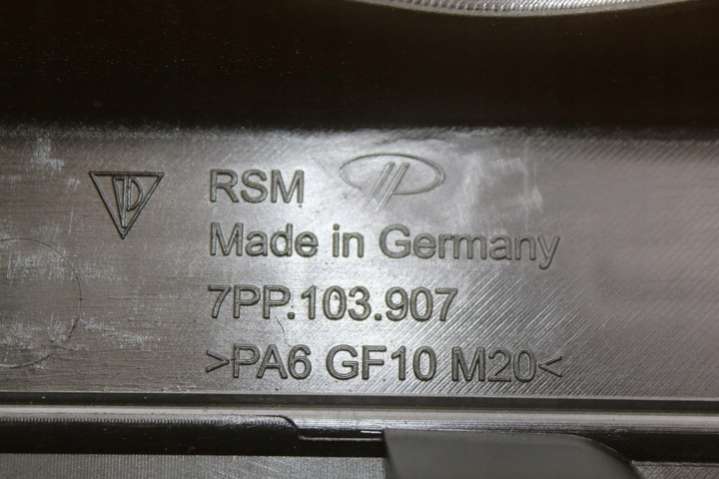 RSM
Made in Germany
7PP.103.907
>PA6 GF10 M20<